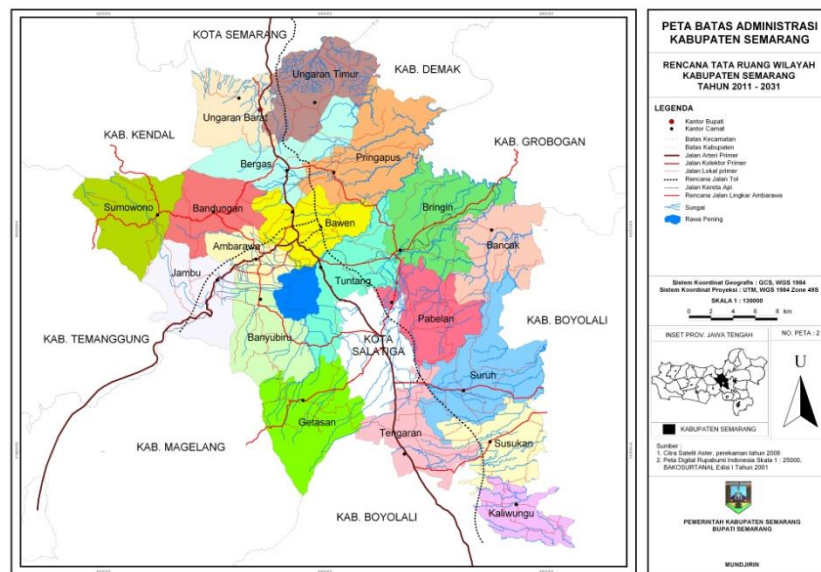 KOTA SEMARANG
Ungaran Timur
KAB. DEMAK
Ungaran Barat
KAB. KENDAL
Bergas
Pringapus
KAB. GROBOGAN
Sumowono
Bandungan
Bringin
Bawen
Bancak
Ambarawa
Jambu
Tuntang
Pabelan
KAB. BOYOLALI
KAB. TEMANGGUNG
Banyubiru
KOTA
SALATIGA
Suruh
Getasan
KAB. MAGELANG
Tengaran
Susukan
Kaliwungu
KAB. BOYOLALI
PETA BATAS ADMINISTRASI
KABUPATEN SEMARANG
RENCANA TATA RUANG WILAYAH
KABUPATEN SEMARANG
TAHUN 2011 - 2031
LEGENDA
Kantor Bupati
Kantor Camat
Batas Kecamatan
Batas Kabupaten
Jalan Arteri Primer
Jalan Kolektor Primer
Jalan Lokal primer
Rencana Jalan Tol
Jalan Kereta Api
Rencana Jalan Lingkar Ambarawa
Sungai
Rawa Pening
Sistem Koordinat Geografis : GCS, WGS 1984
Sistem Koordinat Proyeksi : UTM, WGS 1984 Zone 49S
SKALA 1 : 130000
0 2 4 8
km
INSET PROV. JAWA TENGAH
NO. PETA : 2
U
KABUPATEN SEMARANG
Sumber :
1. Citra Satelit Aster, perekaman tahun 2006
2. Peta Digital Rupabumi Indonesia Skala 1 : 25000,
BAKOSURTANAL Edisi I Tahun 2001
PEMERINTAH KABUPATEN SEMARANG
BUPATI SEMARANG
MUNDJIRIN